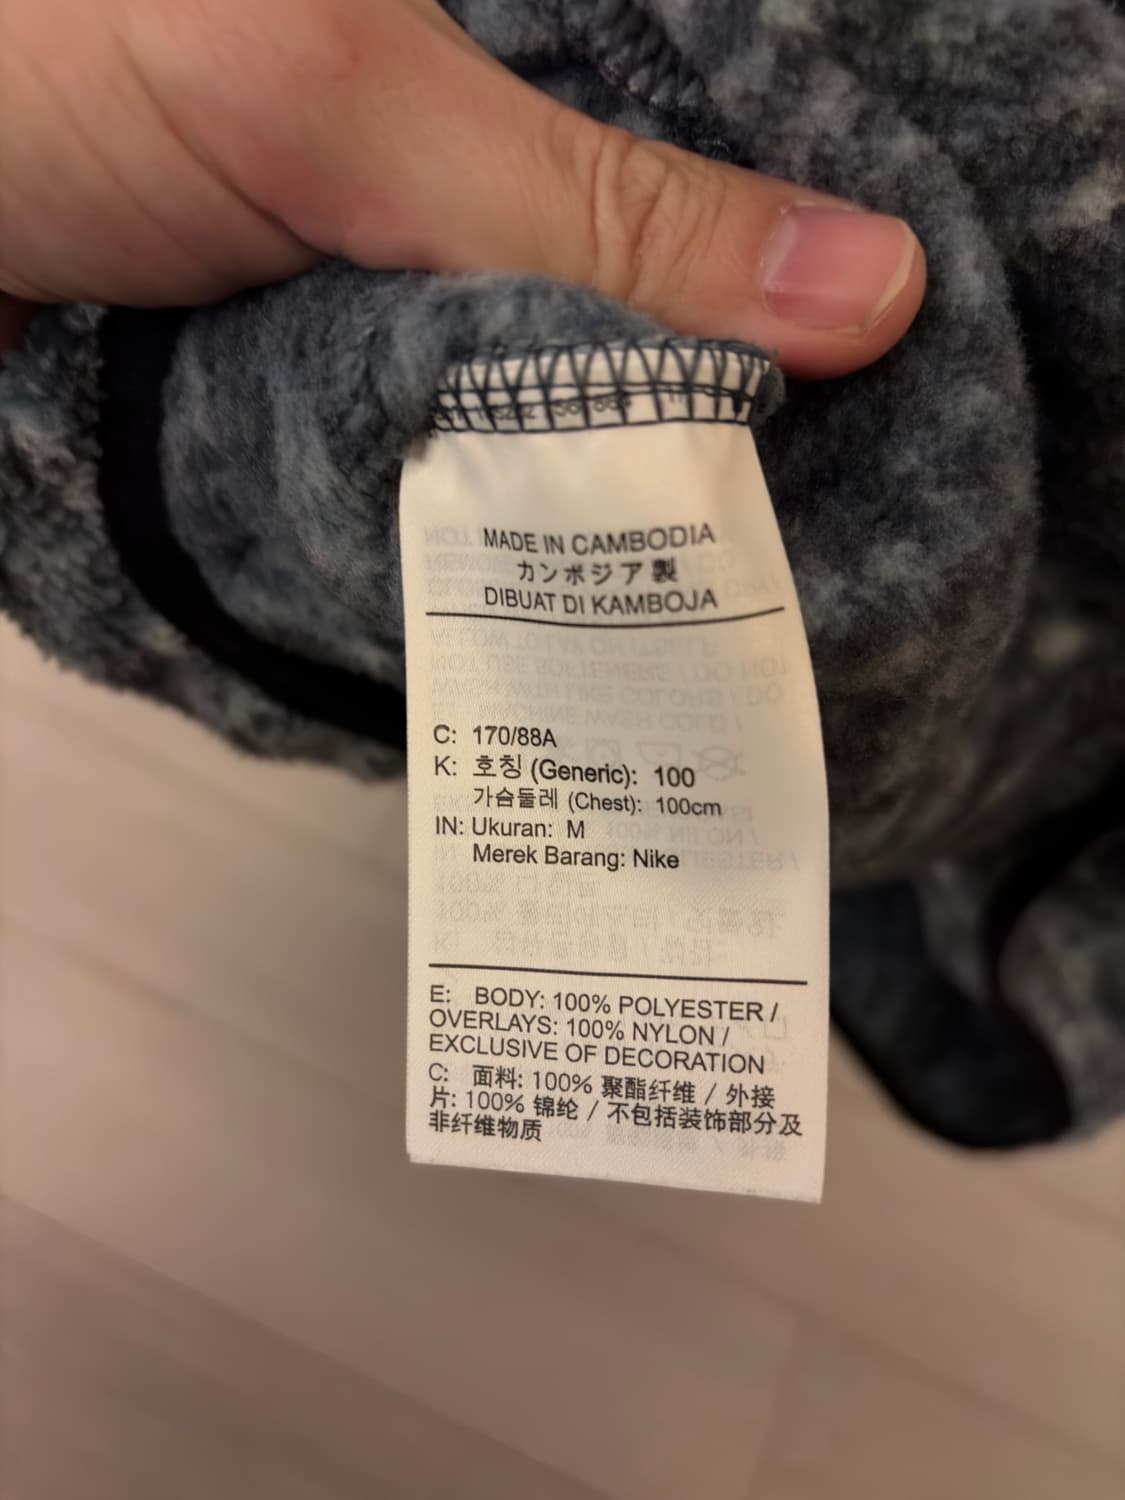 MADE IN CAMBODIA
カンボジア製
DIBUAT DI KAMBOJA
C: 170/88A
K: 호칭 (Generic): 100
가슴둘레 (Chest): 100cm
IN: Ukuran: M
Merek Barang: Nike
E: BODY: 100% POLYESTER /
OVERLAYS: 100% NYLON /
EXCLUSIVE OF DECORATION
C: 面料: 100% 聚酯纤维 / 外接
片: 100% 锦纶 / 不包括装饰部分及
非纤维物质